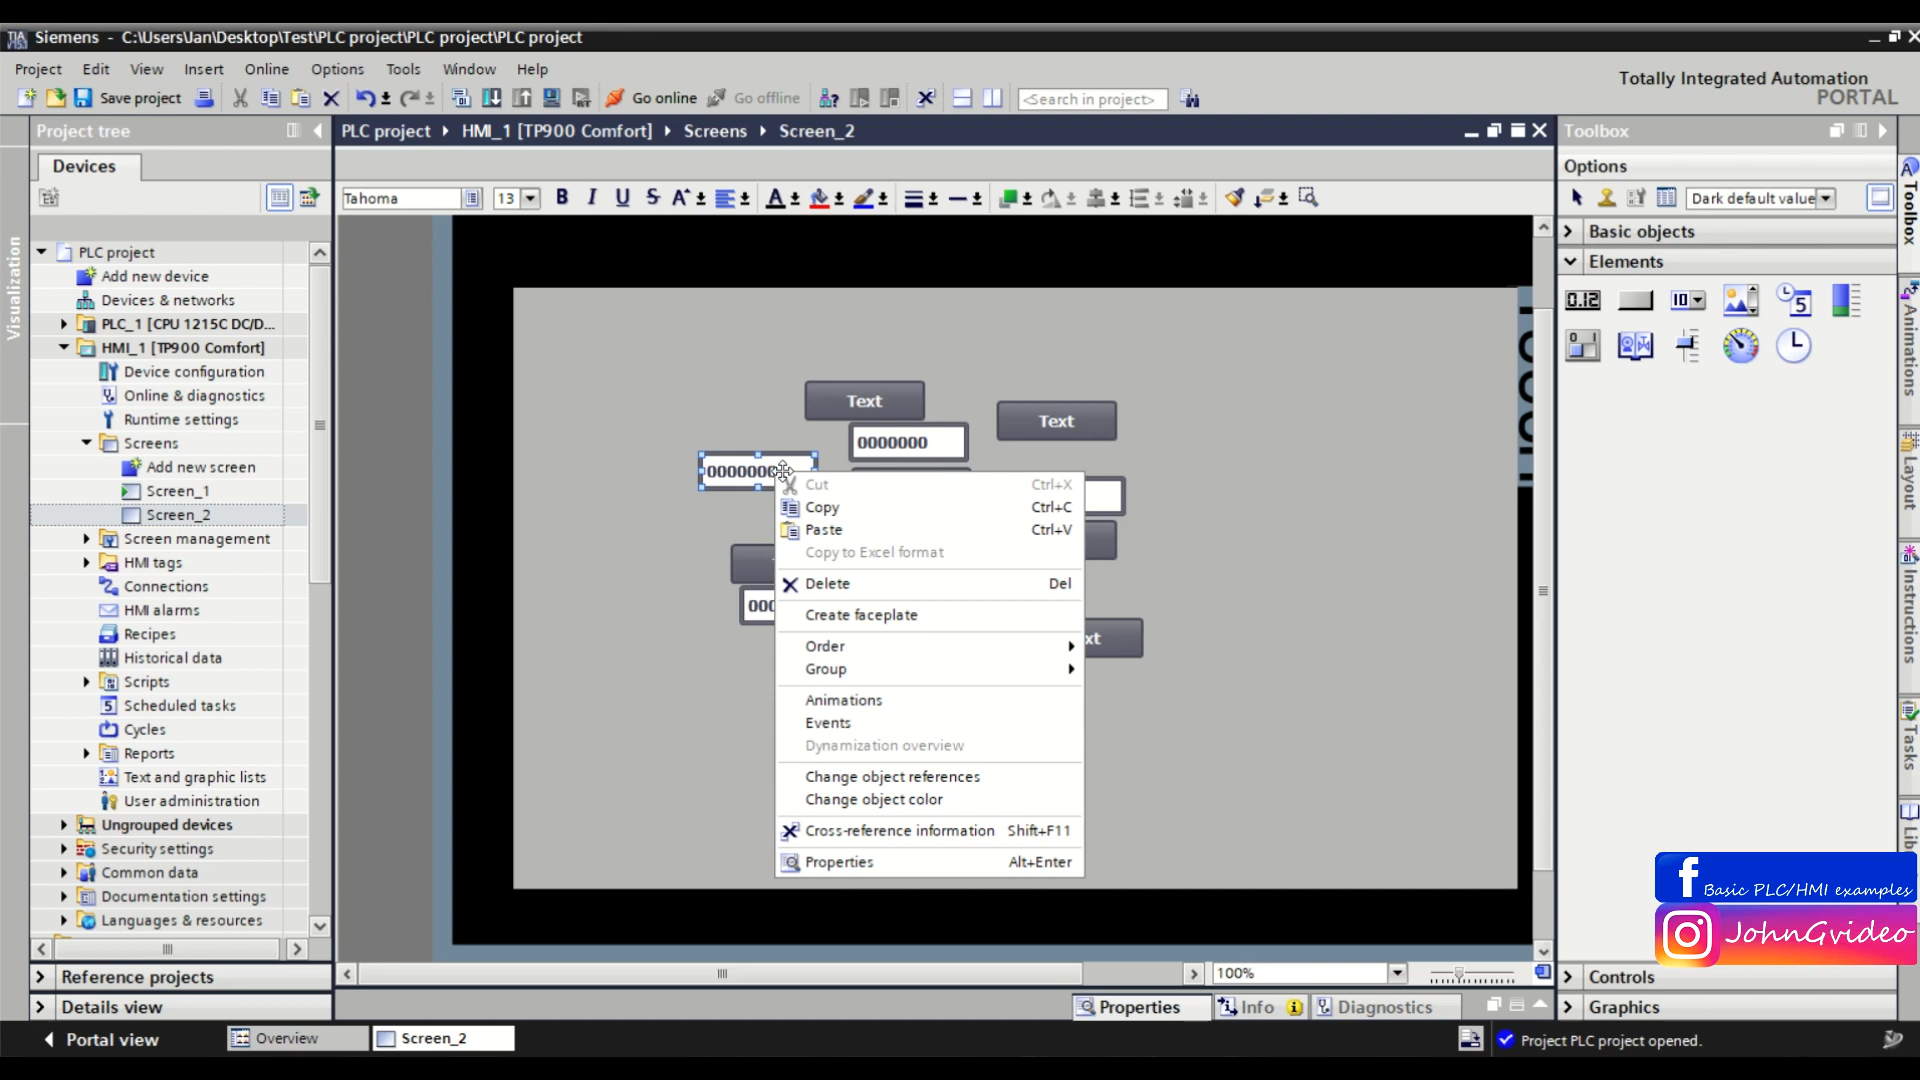 Siemens - C:\Users\Jan\Desktop\Test\PLC project\PLC project\PLC project
Project Edit View Insert Online Options Tools Window Help
Totally Integrated Automation
PORTAL
Save project
Go online
Go offline
<Search in project>
Project tree
PLC project HMI_1 [TP900 Comfort] Screens Screen_2
Toolbox
Devices
Options
Tahoma
13
B I U S A
Dark default value
Visualization
PLC project
Add new device
Devices & networks
PLC_1 [CPU 1215C DC/D...
HMI_1 [TP900 Comfort]
Device configuration
Online & diagnostics
Runtime settings
Screens
Add new screen
Screen_1
Screen_2
Screen management
HMI tags
Connections
HMI alarms
Recipes
Historical data
Scripts
Scheduled tasks
Cycles
Reports
Text and graphic lists
User administration
Ungrouped devices
Security settings
Common data
Documentation settings
Languages & resources
Reference projects
Details view
Text
Text
0000000
0000000
000
xt
Cut Ctrl+X
Copy Ctrl+C
Paste Ctrl+V
Copy to Excel format
Delete Del
Create faceplate
Order
Group
Animations
Events
Dynamization overview
Change object references
Change object color
Cross-reference information Shift+F11
Properties Alt+Enter
Basic objects
Elements
0.12
10
5
0 1
Controls
Graphics
Toolbox
Animations
Layout
Instructions
Tasks
Lib
Basic PLC/HMI examples
JohnGvideo
100%
Properties
Info
Diagnostics
Portal view
Overview
Screen_2
Project PLC project opened.